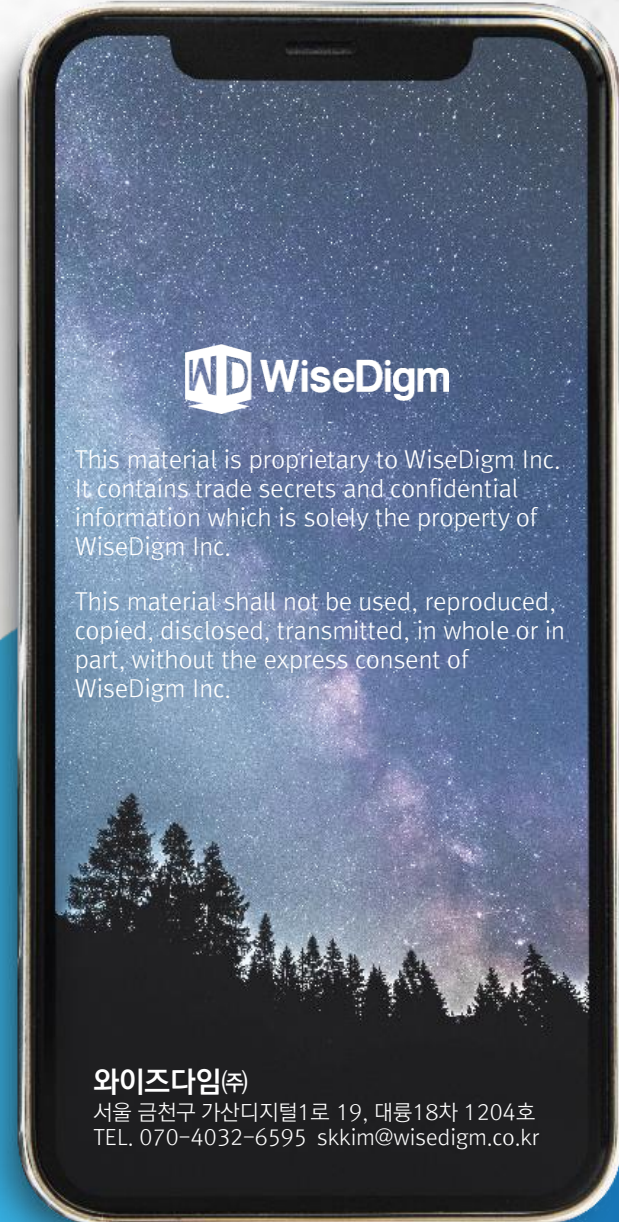 WD WiseDigm
This material is proprietary to WiseDigm Inc.
It contains trade secrets and confidential
information which is solely the property of
WiseDigm Inc.
This material shall not be used, reproduced,
copied, disclosed, transmitted, in whole or in
part, without the express consent of
WiseDigm Inc.
와이즈다임㈜
서울 금천구 가산디지털1로 19, 대륭18차 1204호
TEL. 070-4032-6595 skkim@wisedigm.co.kr